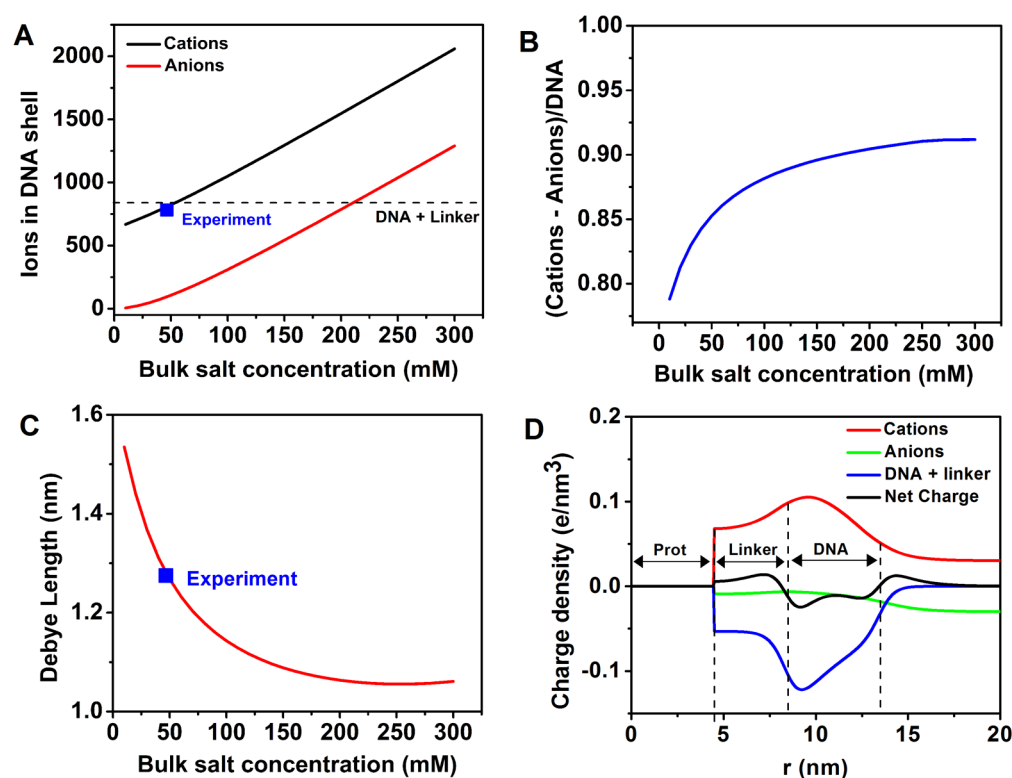 A
Cations
Anions
Ions in DNA shell
2000
1500
1000
500
0
Experiment
DNA + Linker
0 50 100 150 200 250 300
Bulk salt concentration (mM)
B
(Cations - Anions)/DNA
1.00
0.95
0.90
0.85
0.80
0 50 100 150 200 250 300
Bulk salt concentration (mM)
C
Debye Length (nm)
1.6
1.4
1.2
1.0
Experiment
0 50 100 150 200 250 300
Bulk salt concentration (mM)
D
Cations
Anions
DNA + linker
Net Charge
Charge density (e/nm³)
0.2
0.1
0.0
-0.1
Prot
Linker
DNA
0 5 10 15 20
r (nm)